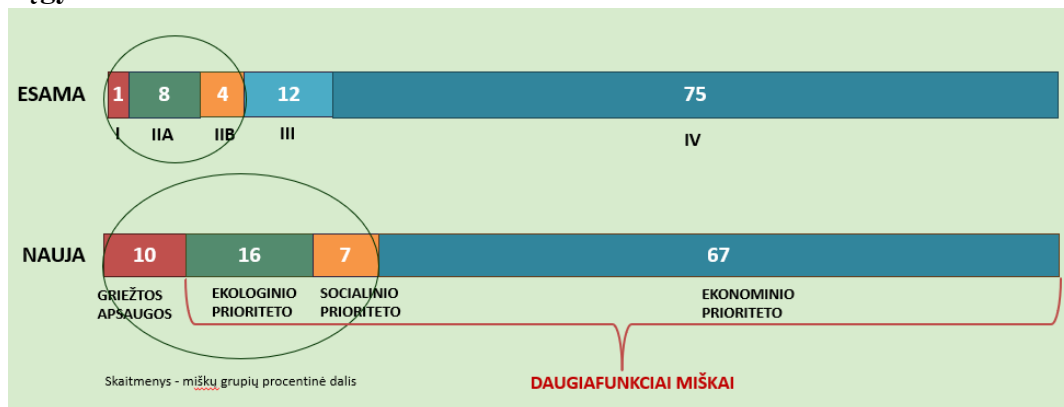 ESAMA
1 8 4 12 75
I IIA IIB III IV
NAUJA
10 16 7 67
GRIEŽTOS
APSAUGOS
EKOLOGINIO
PRIORITETO
SOCIALINIO
PRIORITETO
EKONOMINIO
PRIORITETO
Skaitmenys - miškų grupių procentinė dalis
DAUGIAFUNKCIAI MIŠKAI